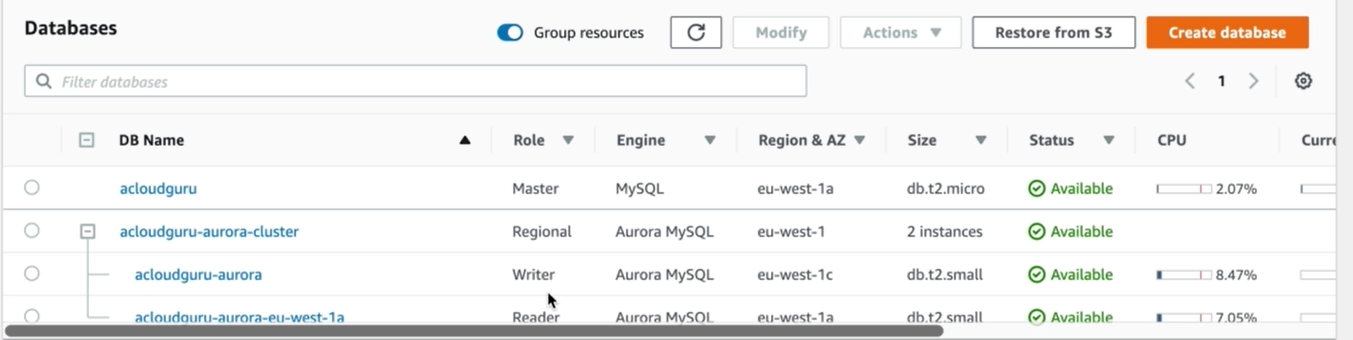 Databases
Group resources
Modify
Actions
Restore from S3
Create database
Filter databases
1
DB Name Role Engine Region & AZ Size Status CPU Curre
acloudguru Master MySQL eu-west-1a db.t2.micro Available 2.07%
acloudguru-aurora-cluster Regional Aurora MySQL eu-west-1 2 instances Available
acloudguru-aurora Writer Aurora MySQL eu-west-1c db.t2.small Available 8.47%
acloudguru-aurora-eu-west-1a Reader Aurora MySQL eu-west-1a db.t2.small Available 7.05%